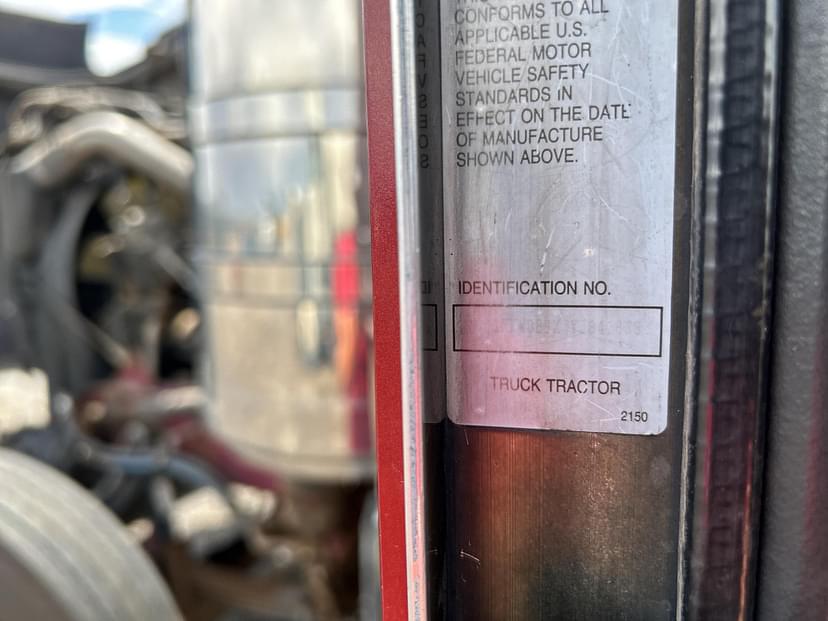 CONFORMS TO ALL
APPLICABLE U.S.
FEDERAL MOTOR
VEHICLE SAFETY
STANDARDS IN
EFFECT ON THE DATE
OF MANUFACTURE
SHOWN ABOVE.
IDENTIFICATION NO.
TRUCK TRACTOR
2150